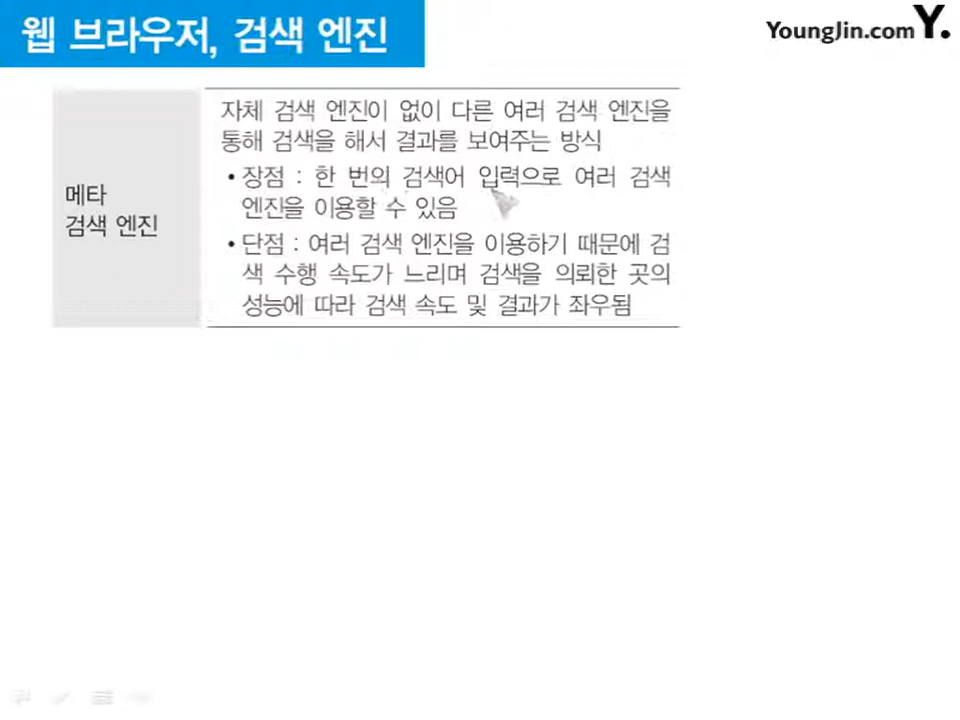 웹 브라우저, 검색 엔진
YoungJin.com Y.
메타
검색 엔진
자체 검색 엔진이 없이 다른 여러 검색 엔진을
통해 검색을 해서 결과를 보여주는 방식
• 장점 : 한 번의 검색어 입력으로 여러 검색
엔진을 이용할 수 있음
• 단점 : 여러 검색 엔진을 이용하기 때문에 검
색 수행 속도가 느리며 검색을 의뢰한 곳의
성능에 따라 검색 속도 및 결과가 좌우됨